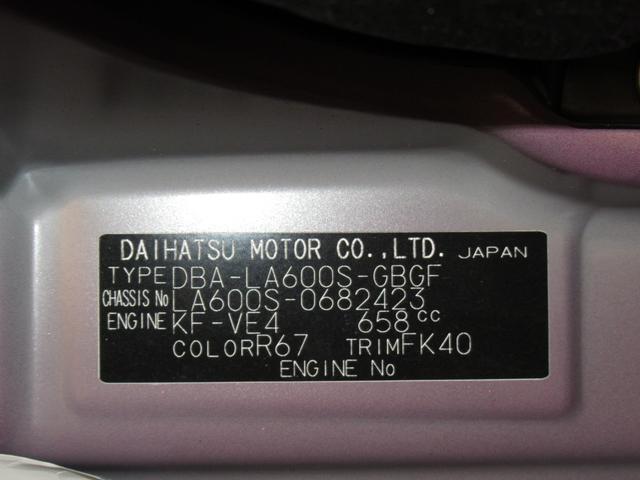 DAIHATSU MOTOR CO.,LTD. JAPAN
TYPE DBA-LA600S-GBGF
CHASSIS No LA600S-0682423
ENGINE KF-VE4 658cc
COLOR R67 TRIM FK40
ENGINE No